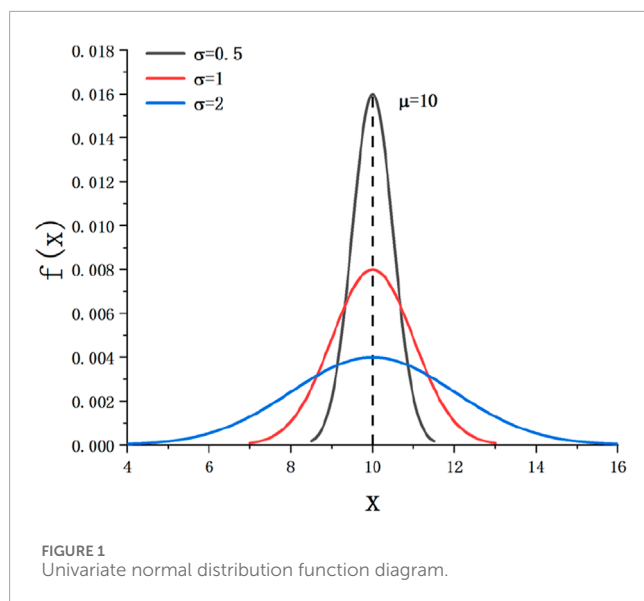 0.018
0.016
0.014
0.012
0.010
0.008
0.006
0.004
0.002
0.000
f(x)
σ=0.5
σ=1
σ=2
μ=10
4 6 8 10 12 14 16
X
FIGURE 1
Univariate normal distribution function diagram.